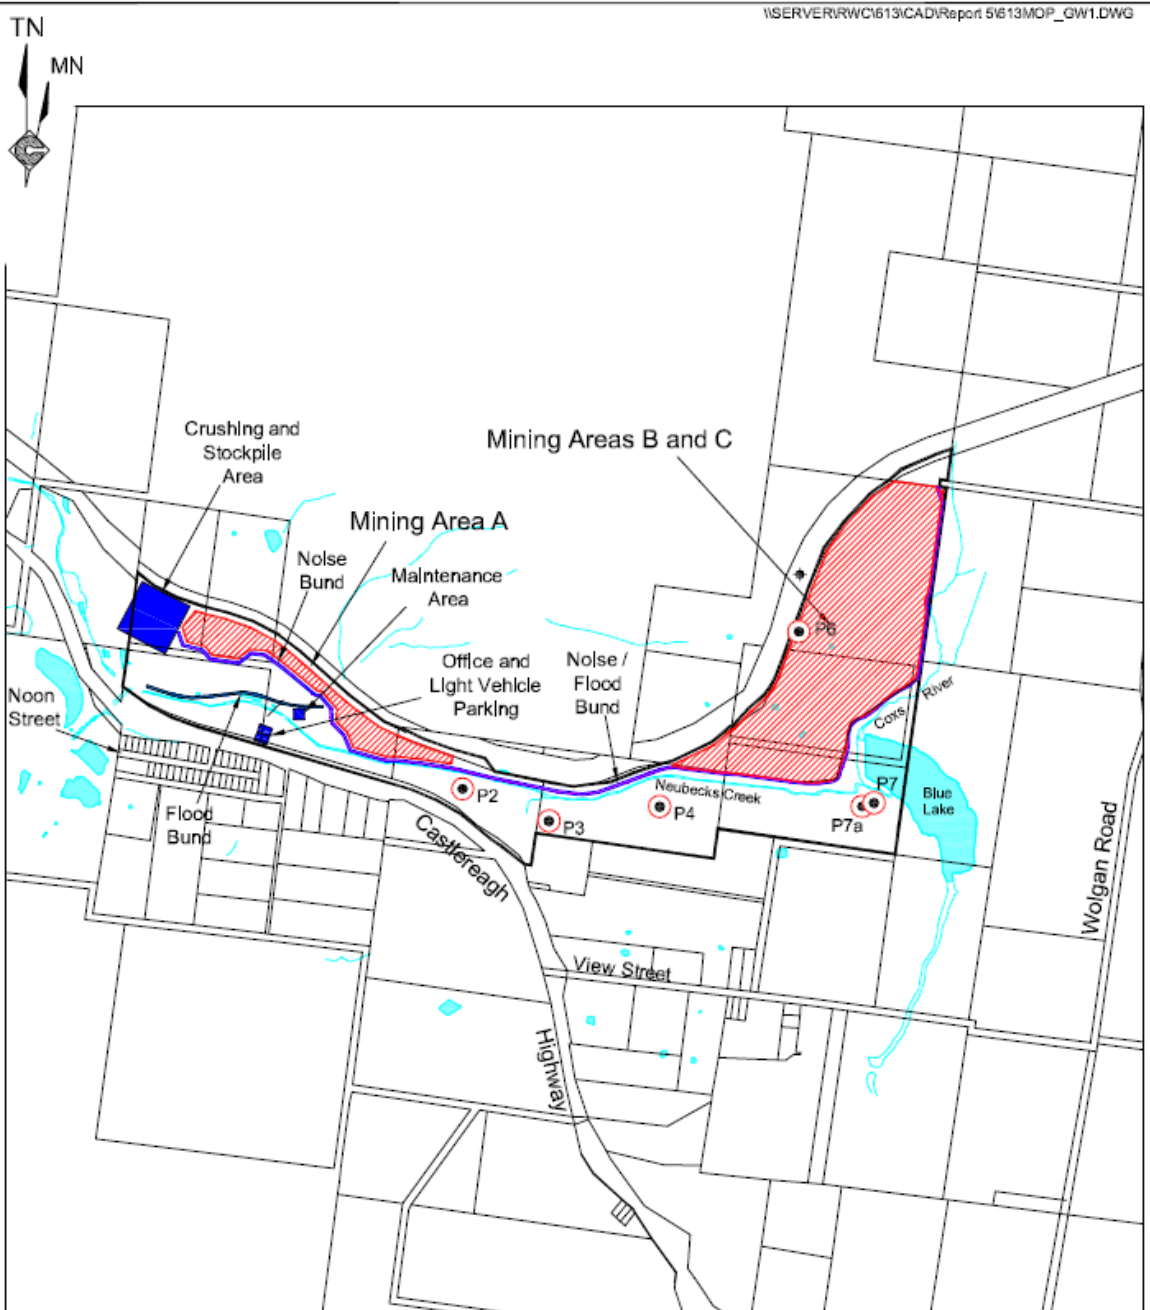 \\SERVER\RWC\613\CAD\Report 5\613MOP_GW1.DWG
TN
MN
Crushing and
Stockpile
Area
Mining Areas B and C
Mining Area A
Noise
Bund
Maintenance
Area
Office and
Light Vehicle
Parking
Noise /
Flood
Bund
P6
Noon
Street
Coxs River
Neubecks Creek
P7
Blue
Lake
P2
P4
P7a
P3
Flood
Bund
Castlereagh
Wolgan Road
View Street
Highway